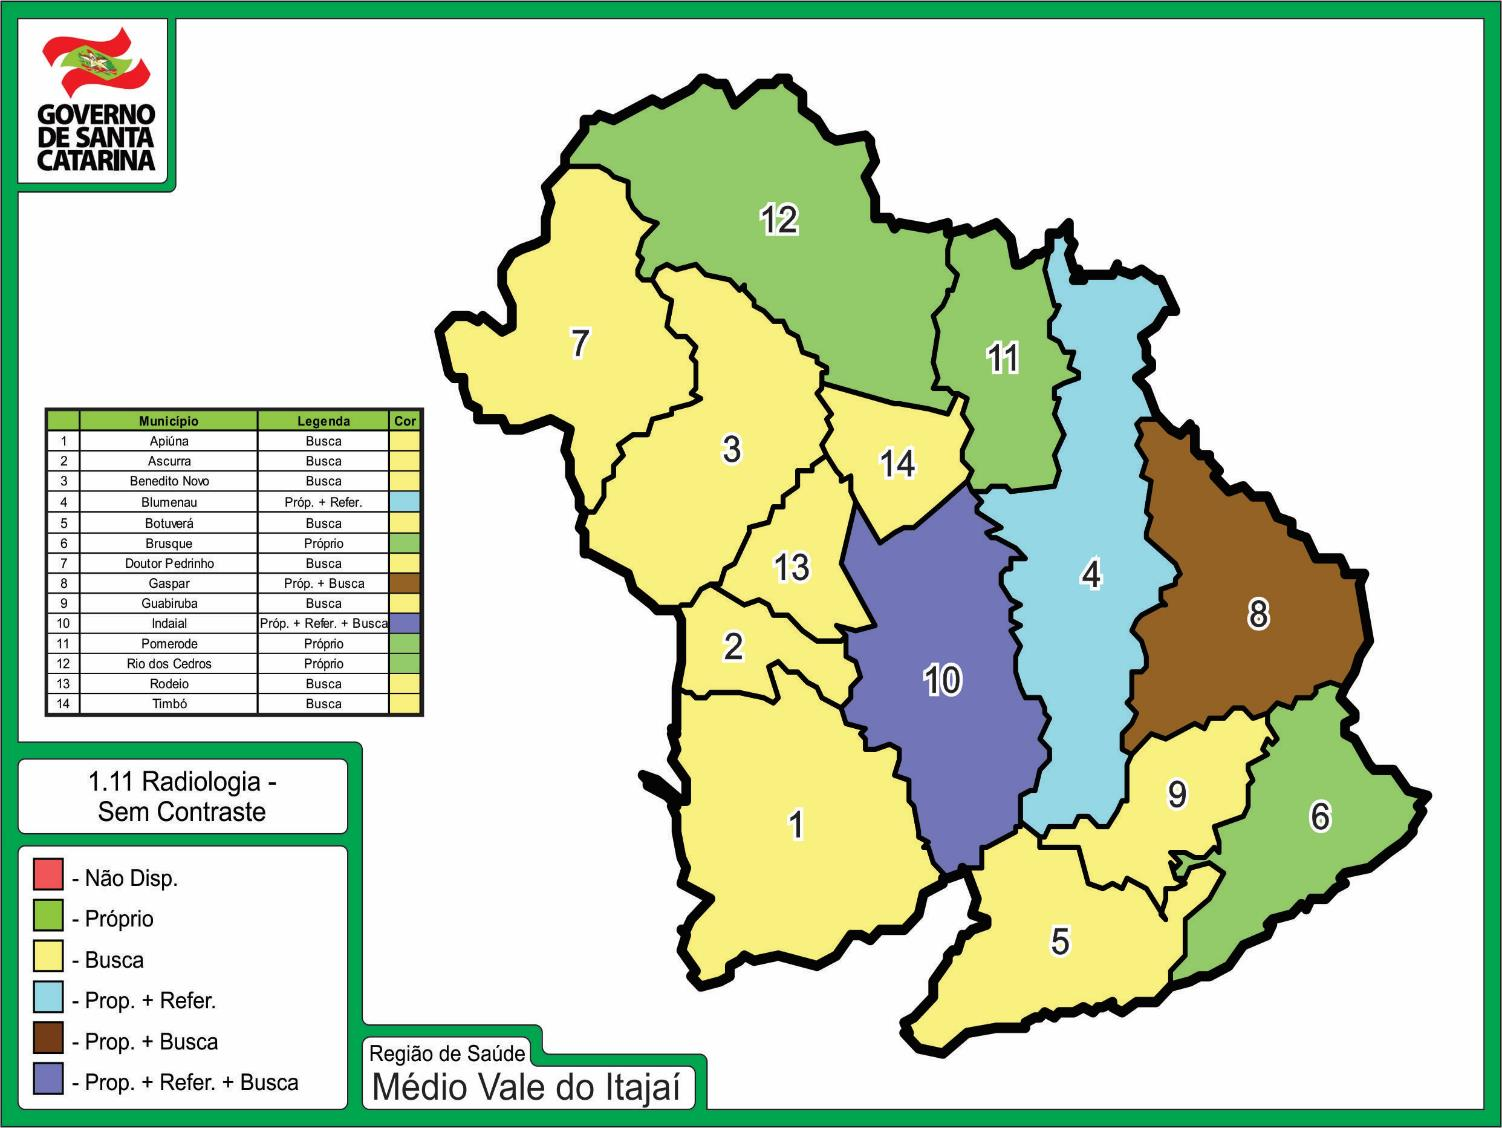 GOVERNO
DE SANTA
CATARINA
Município Legenda Cor
1 Apiúna Busca
2 Ascurra Busca
3 Benedito Novo Busca
4 Blumenau Próp. + Refer.
5 Botuverá Busca
6 Brusque Próprio
7 Doutor Pedrinho Busca
8 Gaspar Próp. + Busca
9 Guabiruba Busca
10 Indaial Próp. + Refer. + Busca
11 Pomerode Próprio
12 Rio dos Cedros Próprio
13 Rodeio Busca
14 Timbó Busca
12
7
11
3
14
13
4
8
2
10
9
1
6
5
1.11 Radiologia -
Sem Contraste
- Não Disp.
- Próprio
- Busca
- Prop. + Refer.
- Prop. + Busca
- Prop. + Refer. + Busca
Região de Saúde
Médio Vale do Itajaí